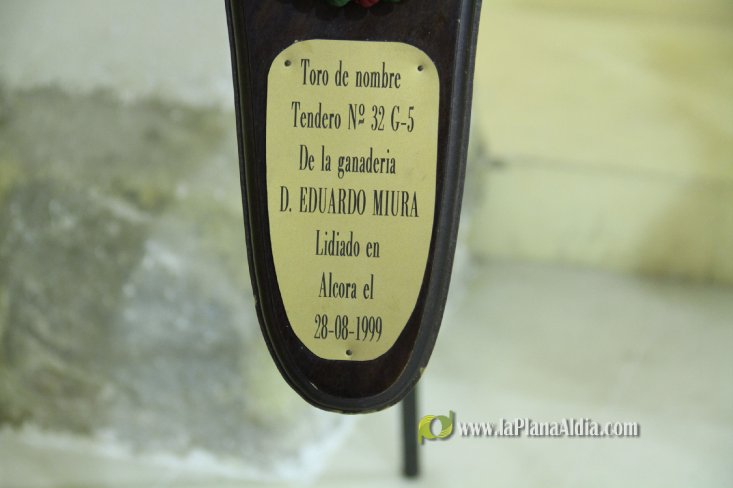 Toro de nombre
Tendero Nº 32 G-5
De la ganaderia
D. EDUARDO MIURA
Lidiado en
Alcora el
28-08-1999
www.laPlanaAldia.com